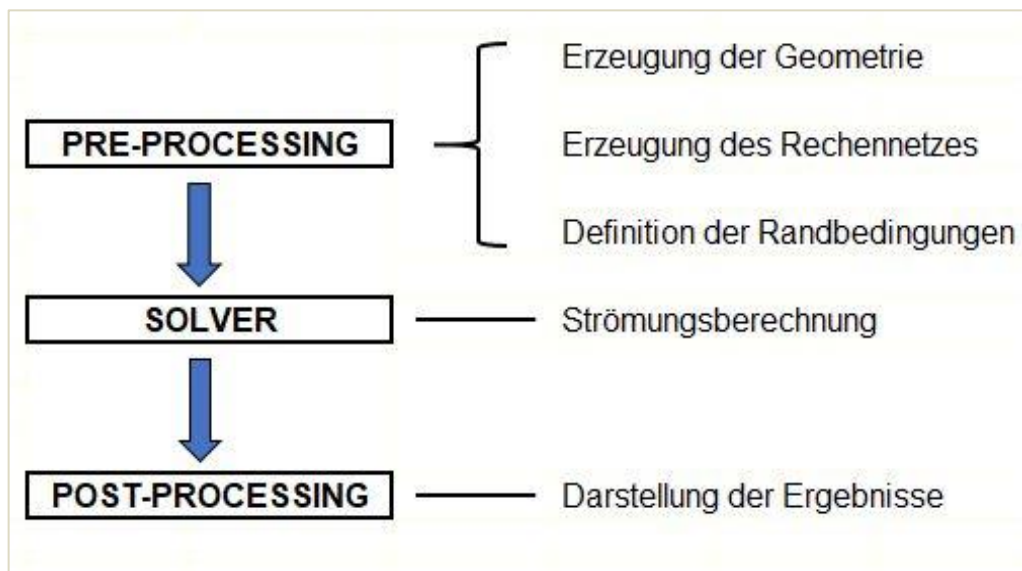 Erzeugung der Geometrie
PRE-PROCESSING
Erzeugung des Rechennetzes
Definition der Randbedingungen
SOLVER
Strömungsberechnung
POST-PROCESSING
Darstellung der Ergebnisse